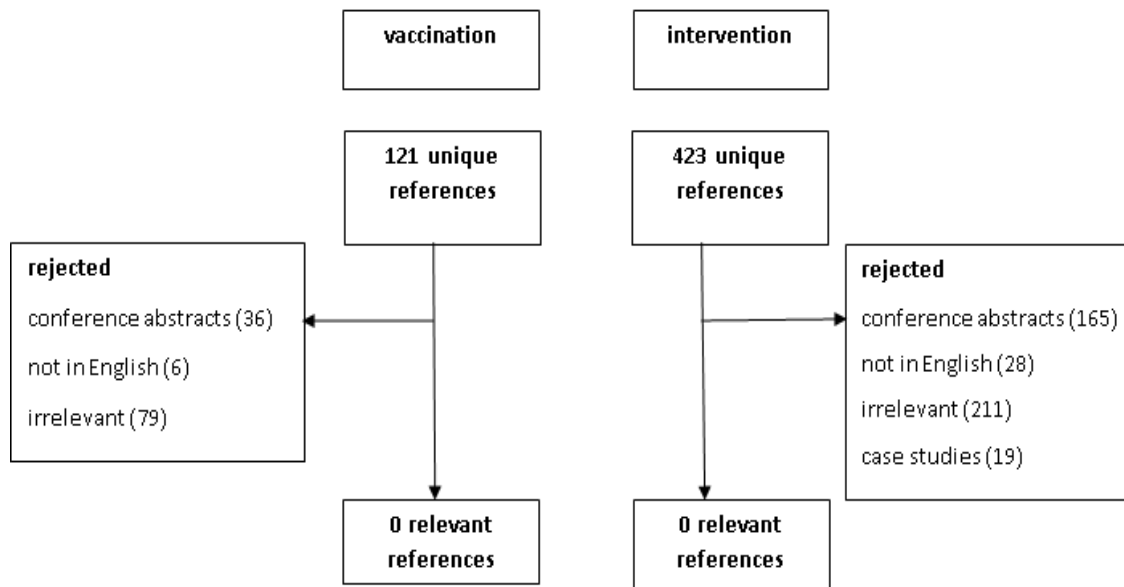 vaccination
intervention
121 unique
references
423 unique
references
rejected
conference abstracts (36)
not in English (6)
irrelevant (79)
rejected
conference abstracts (165)
not in English (28)
irrelevant (211)
case studies (19)
0 relevant
references
0 relevant
references